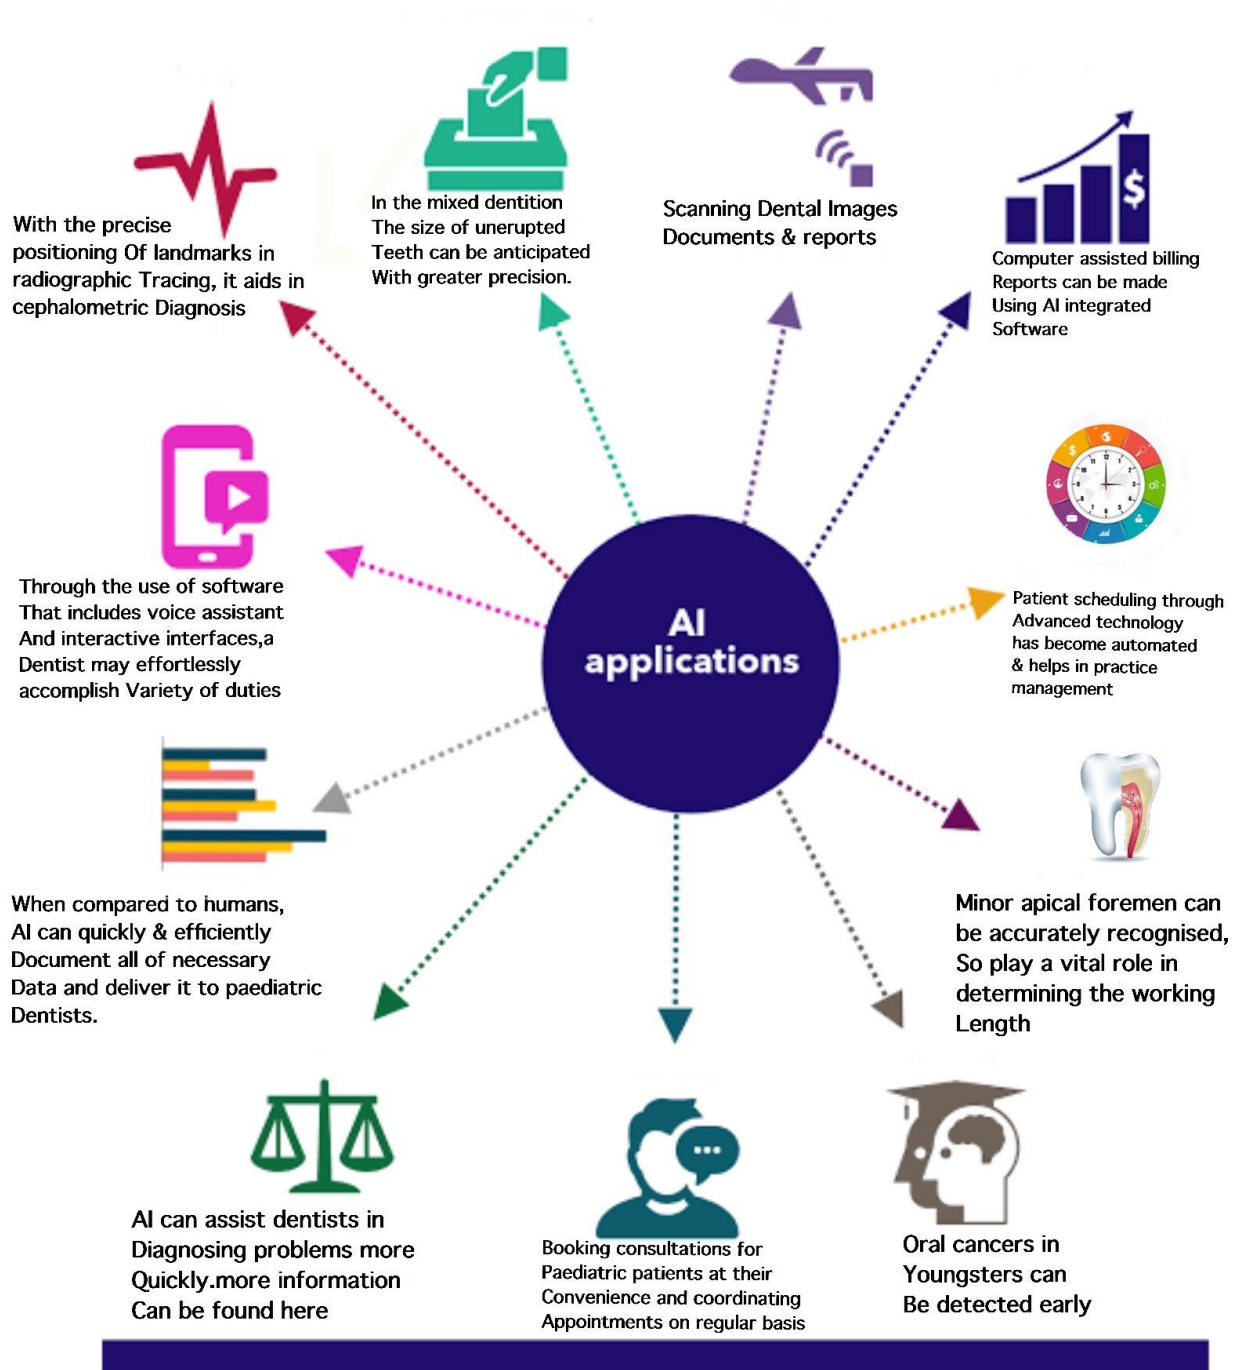 With the precise
positioning Of landmarks in
radiographic Tracing, it aids in
cephalometric Diagnosis
In the mixed dentition
The size of unerupted
Teeth can be anticipated
With greater precision.
Scanning Dental Images
Documents & reports
$
Computer assisted billing
Reports can be made
Using AI integrated
Software
Through the use of software
That includes voice assistant
And interactive interfaces,a
Dentist may effortlessly
accomplish Variety of duties
AI
applications
Patient scheduling through
Advanced technology
has become automated
& helps in practice
management
When compared to humans,
AI can quickly & efficiently
Document all of necessary
Data and deliver it to paediatric
Dentists.
Minor apical foremen can
be accurately recognised,
So play a vital role in
determining the working
Length
AI can assist dentists in
Diagnosing problems more
Quickly.more information
Can be found here
Booking consultations for
Paediatric patients at their
Convenience and coordinating
Appointments on regular basis
Oral cancers in
Youngsters can
Be detected early